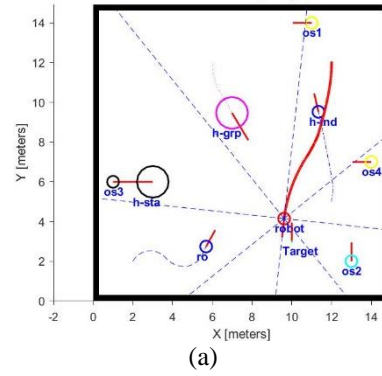 14
12
10
8
6
4
2
0
-2
0
2
4
6
8
10
12
14
Y [meters]
X [meters]
os1
h-grp
h-ind
os4
os3
h-sta
robot
Target
ro
os2
(a)